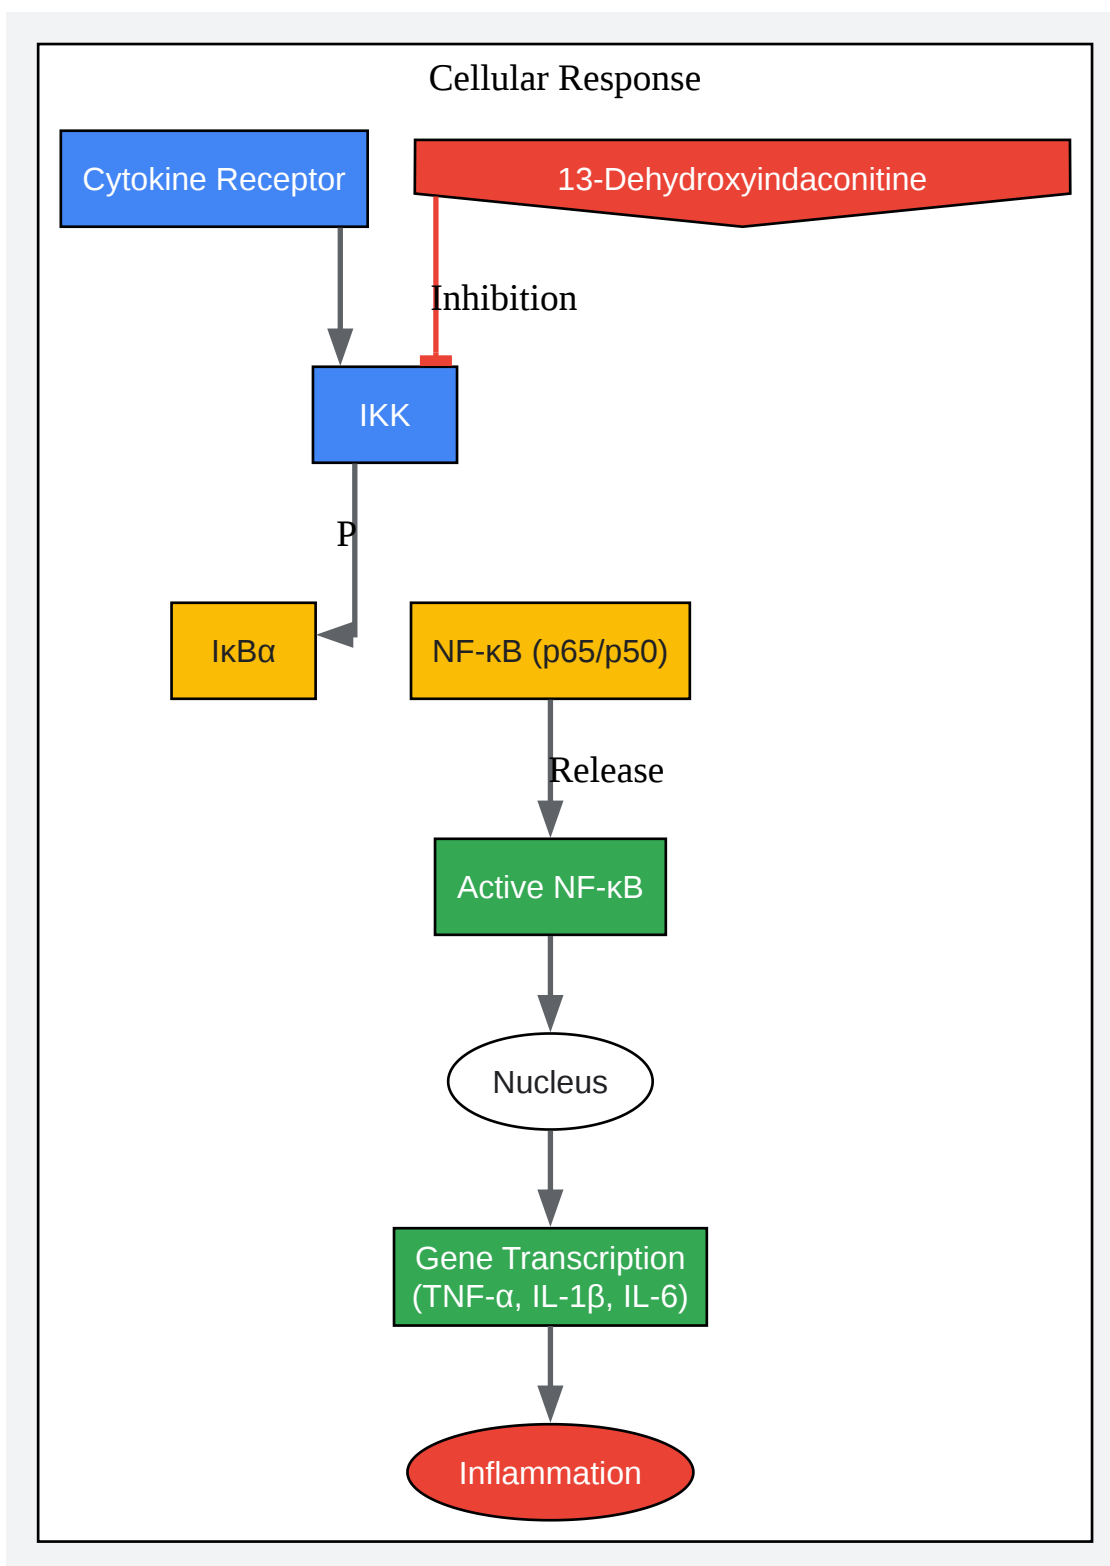 Cellular Response
Cytokine Receptor
13-Dehydroxyindaconitine
Inhibition
IKK
P
IκBα
NF-κB (p65/p50)
Release
Active NF-κB
Nucleus
Gene Transcription
(TNF-α, IL-1β, IL-6)
Inflammation